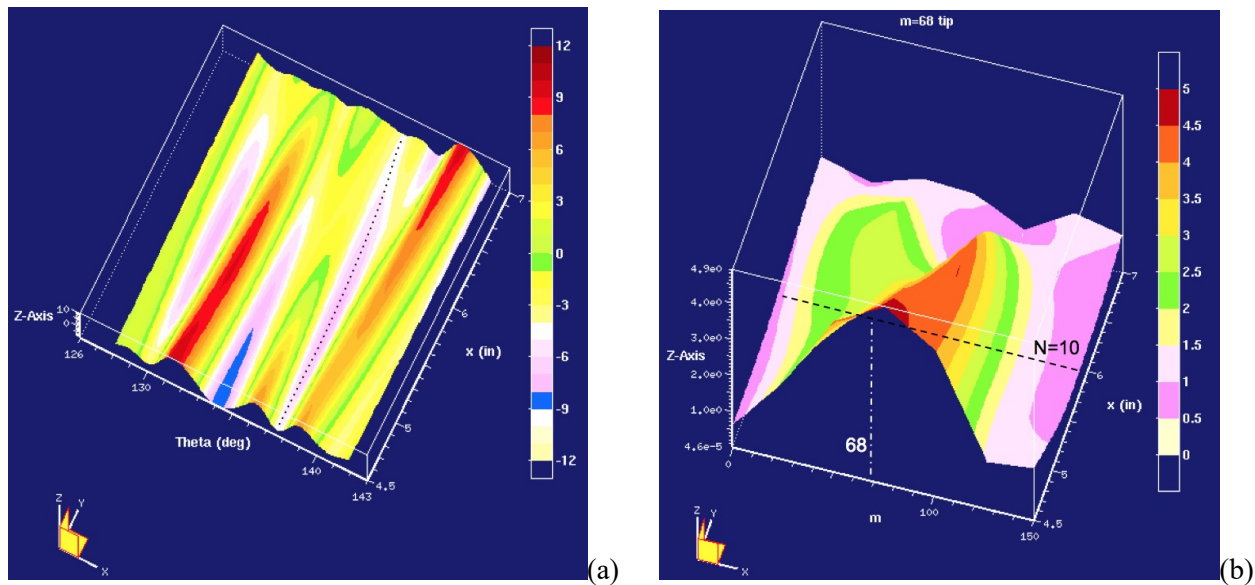 12
9
6
3
0
-3
-6
-9
-12
Z-Axis
10
0
126
130
140
143
Theta (deg)
4.5
5
6
7
x (in)
Z
Y
X
(a)
m=68 tip
5
4.5
4
3.5
3
2.5
2
1.5
1
0.5
0
4.9e0
4.0e0
3.0e0
2.0e0
1.0e0
4.6e-5
Z-Axis
N=10
68
0
100
150
m
4.5
5
6
7
x (in)
Z
Y
X
(b)